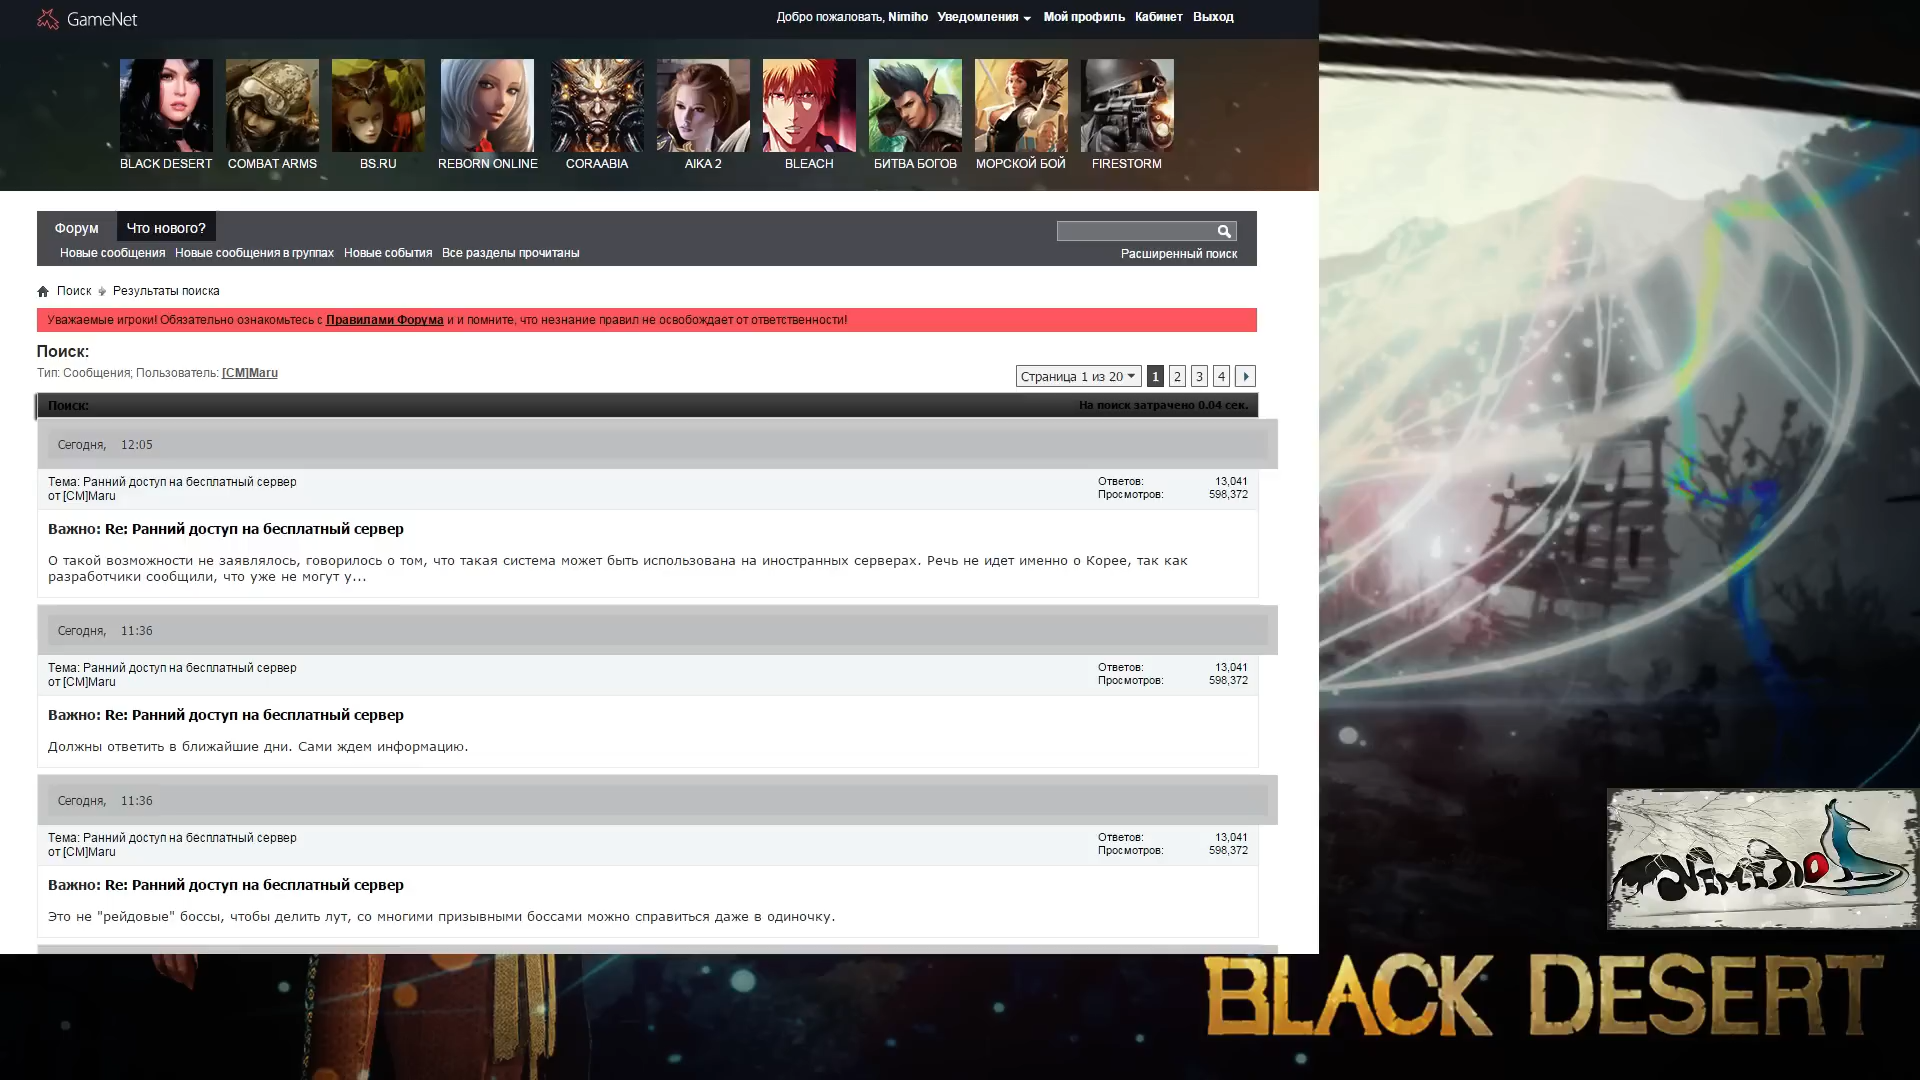 GameNet
Добро пожаловать, Nimiho Уведомления Мой профиль Кабинет Выход
BLACK DESERT COMBAT ARMS BS.RU REBORN ONLINE CORAABIA AIKA 2 BLEACH БИТВА БОГОВ МОРСКОЙ БОЙ FIRESTORM
Форум Что нового?
Новые сообщения Новые сообщения в группах Новые события Все разделы прочитаны Расширенный поиск
Поиск Результаты поиска
Уважаемые игроки! Обязательно ознакомьтесь с Правилами Форума и и помните, что незнание правил не освобождает от ответственности!
Поиск:
Тип: Сообщения; Пользователь: [CM]Maru
Страница 1 из 20 1 2 3 4
Поиск: На поиск затрачено 0.04 сек.
Сегодня, 12:05
Тема: Ранний доступ на бесплатный сервер
от [CM]Maru
Ответов: 13,041
Просмотров: 598,372
Важно: Re: Ранний доступ на бесплатный сервер
О такой возможности не заявлялось, говорилось о том, что такая система может быть использована на иностранных серверах. Речь не идет именно о Корее, так как
разработчики сообщили, что уже не могут у...
Сегодня, 11:36
Тема: Ранний доступ на бесплатный сервер
от [CM]Maru
Ответов: 13,041
Просмотров: 598,372
Важно: Re: Ранний доступ на бесплатный сервер
Должны ответить в ближайшие дни. Сами ждем информацию.
Сегодня, 11:36
Тема: Ранний доступ на бесплатный сервер
от [CM]Maru
Ответов: 13,041
Просмотров: 598,372
Важно: Re: Ранний доступ на бесплатный сервер
Это не "рейдовые" боссы, чтобы делить лут, со многими призывными боссами можно справиться даже в одиночку.
Nimiho
BLACK DESERT